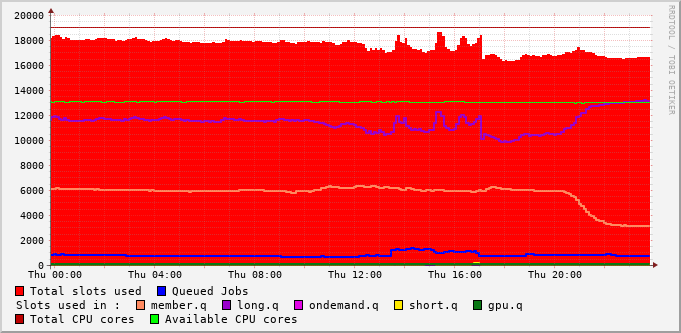 20000
18000
16000
14000
12000
10000
8000
6000
4000
2000
0
Thu 00:00 Thu 04:00 Thu 08:00 Thu 12:00 Thu 16:00 Thu 20:00
Total slots used Queued Jobs
Slots used in : member.q long.q ondemand.q short.q gpu.q
Total CPU cores Available CPU cores
RRDTOOL / TOBI OETIKER